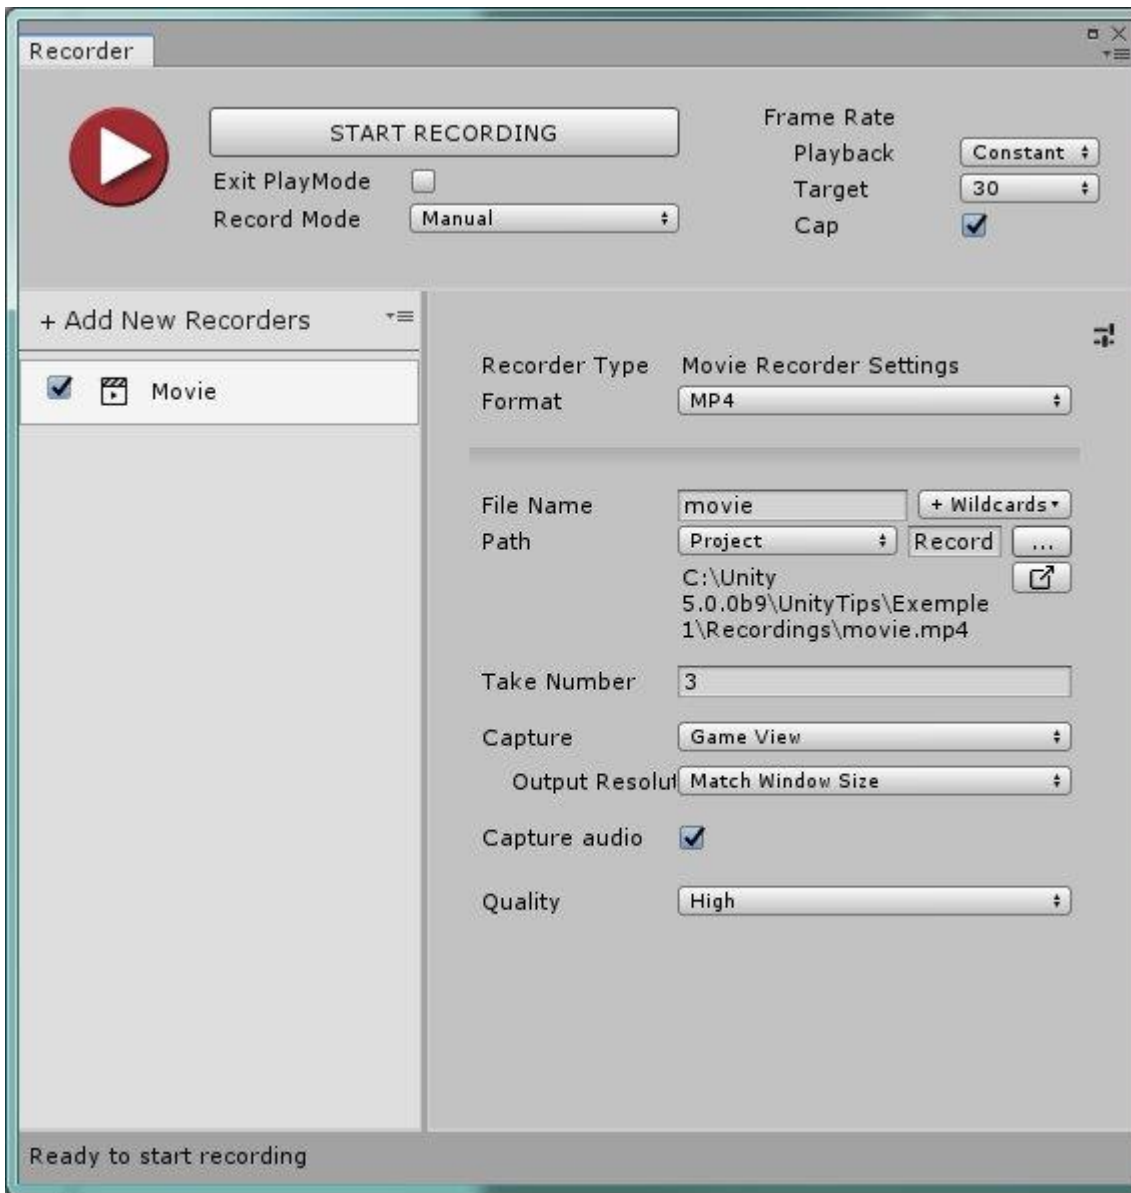 Recorder
START RECORDING
Exit PlayMode
Record Mode Manual
Frame Rate
Playback Constant
Target 30
Cap
+ Add New Recorders
Movie
Recorder Type Movie Recorder Settings
Format MP4
File Name movie + Wildcards
Path Project Record ...
C:\Unity
5.0.0b9\UnityTips\Exemple
1\Recordings\movie.mp4
Take Number 3
Capture Game View
Output Resolut Match Window Size
Capture audio
Quality High
Ready to start recording